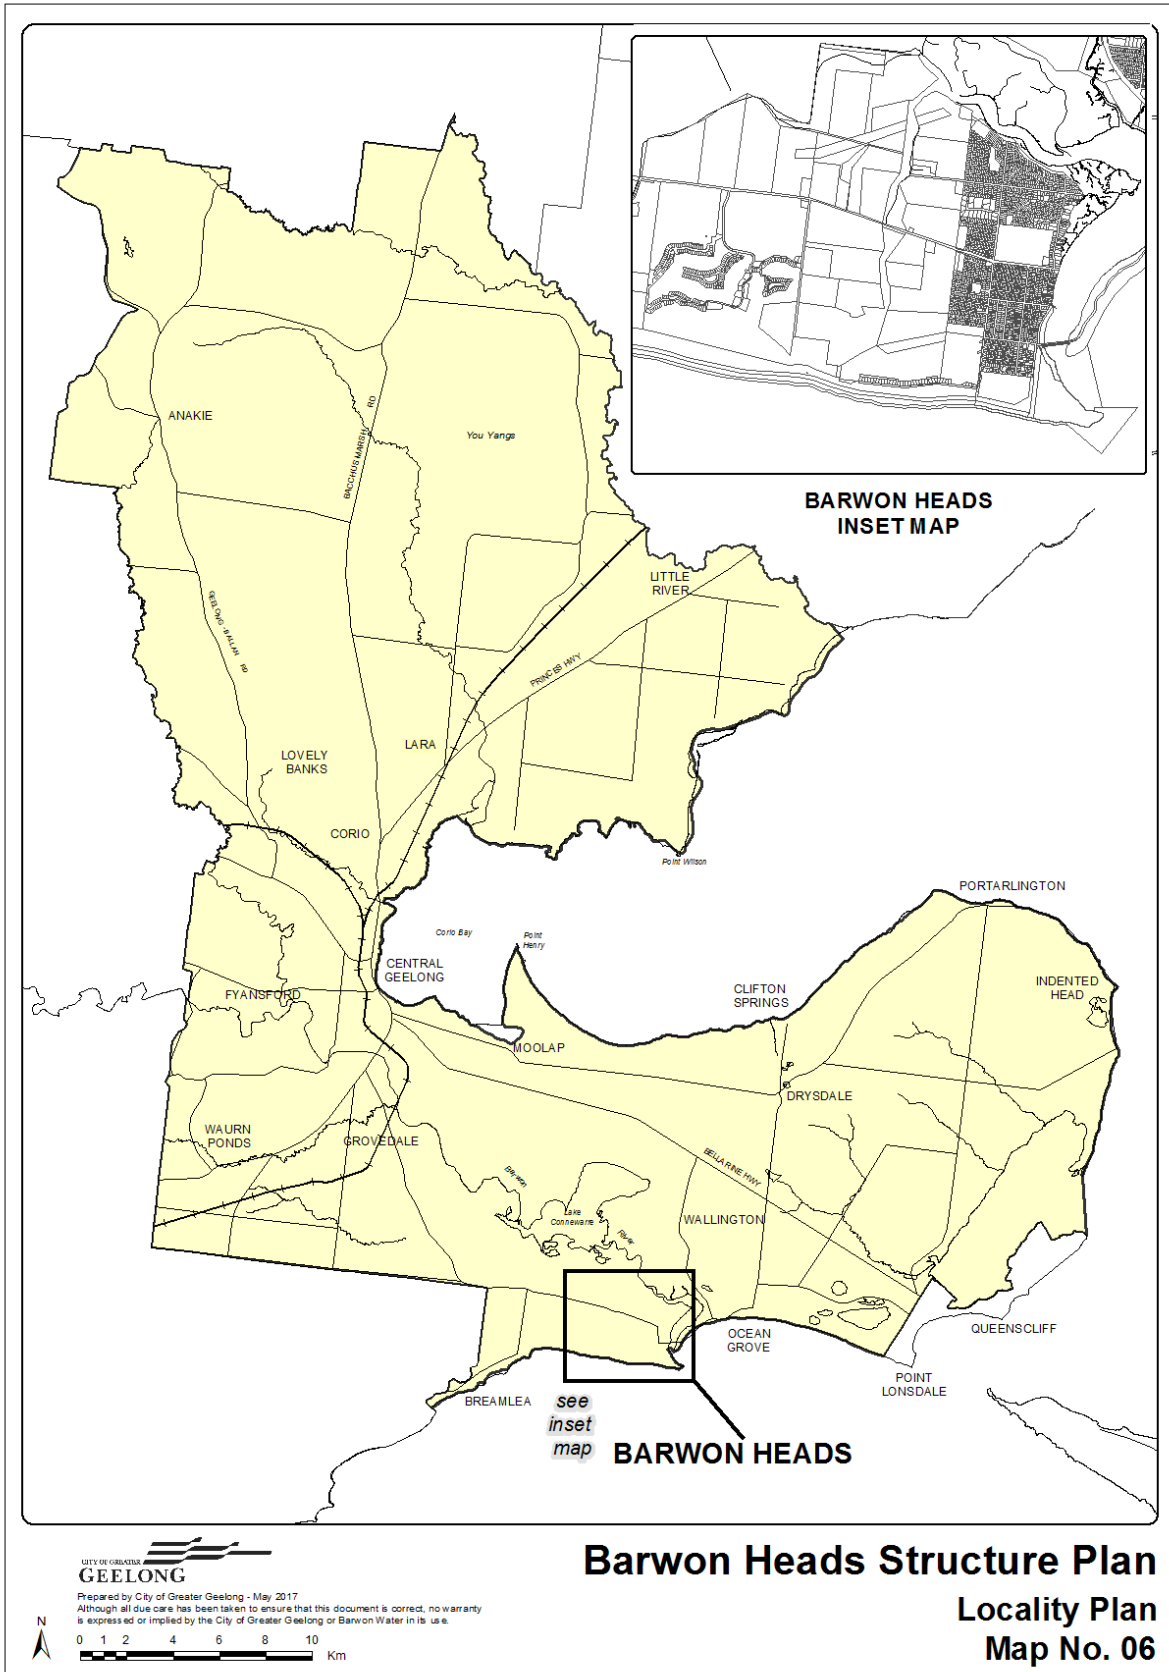 BARWON HEADS
INSET MAP
ANAKIE
BACCHUS MARSH RD
You Yangs
LITTLE
RIVER
GEELONG - BALLAN RD
PRINCES HWY
LOVELY
BANKS
LARA
CORIO
Point Wilson
PORTARLINGTON
Corio Bay
Point
Henry
CENTRAL
GEELONG
CLIFTON
SPRINGS
INDENTED
HEAD
FYANSFORD
MOOLAP
DRYSDALE
WAURN
PONDS
GROVEDALE
BELLARINE HWY
Barwon
Lake
Connewarre
River
WALLINGTON
OCEAN
GROVE
QUEENSCLIFF
POINT
LONSDALE
BREAMLEA
see
inset
map
BARWON HEADS
CITY OF GREATER
GEELONG
Prepared by City of Greater Geelong - May 2017
Although all due care has been taken to ensure that this document is correct, no warranty
is expressed or implied by the City of Greater Geelong or Barwon Water in its use.
N
0 1 2 4 6 8 10
Km
Barwon Heads Structure Plan
Locality Plan
Map No. 06